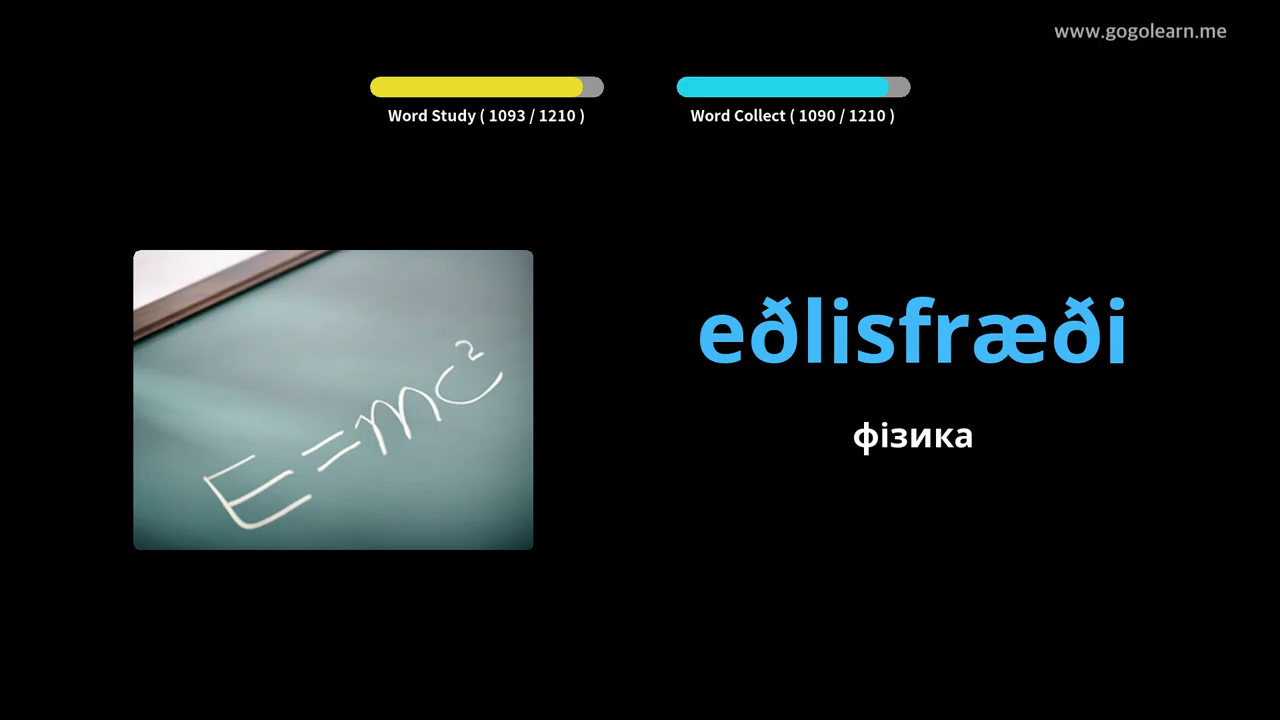 www.gogolearn.me
Word Study ( 1093 / 1210 )
Word Collect ( 1090 / 1210 )
E=mc²
eðlisfræði
фізика